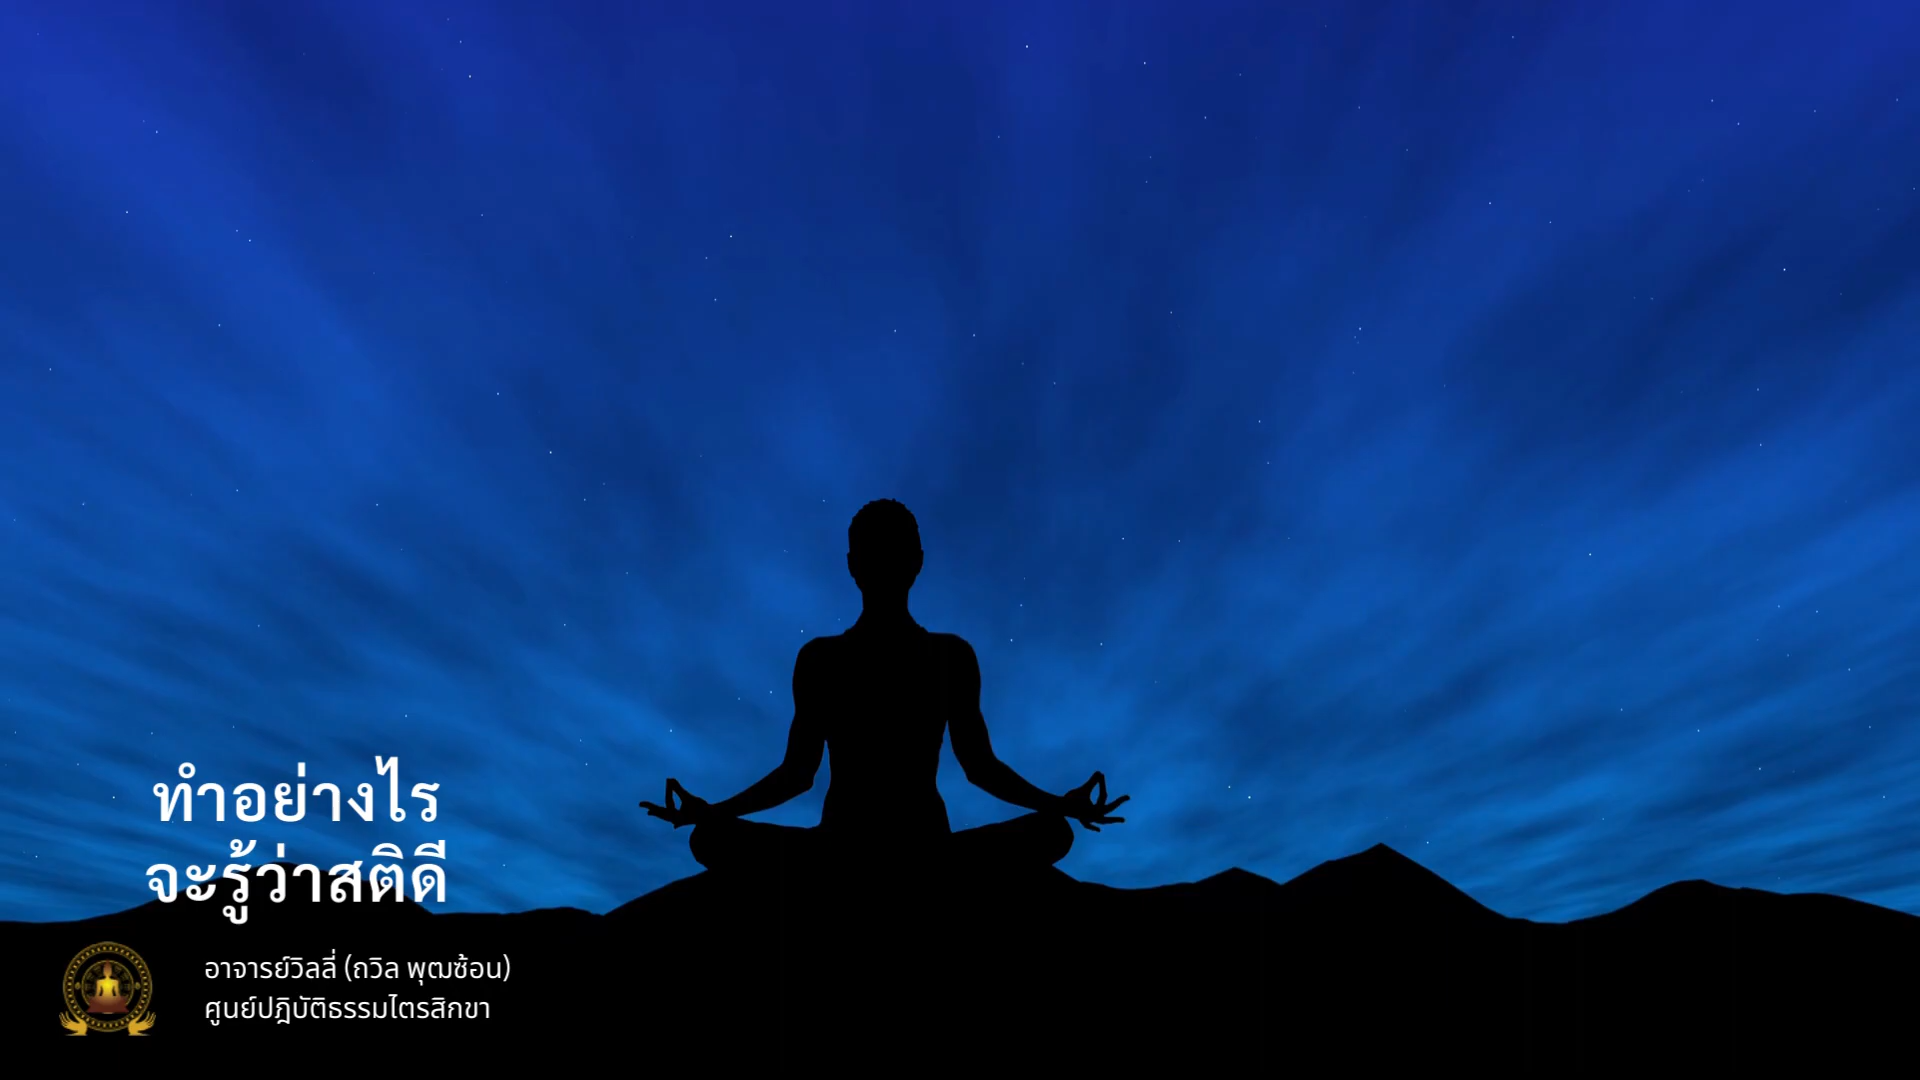 ทำอย่างไร
จะรู้ว่าสติดี
อาจารย์วิลลี่ (ถวิล พุฒซ้อน)
ศูนย์ปฎิบัติธรรมไตรสิกขา